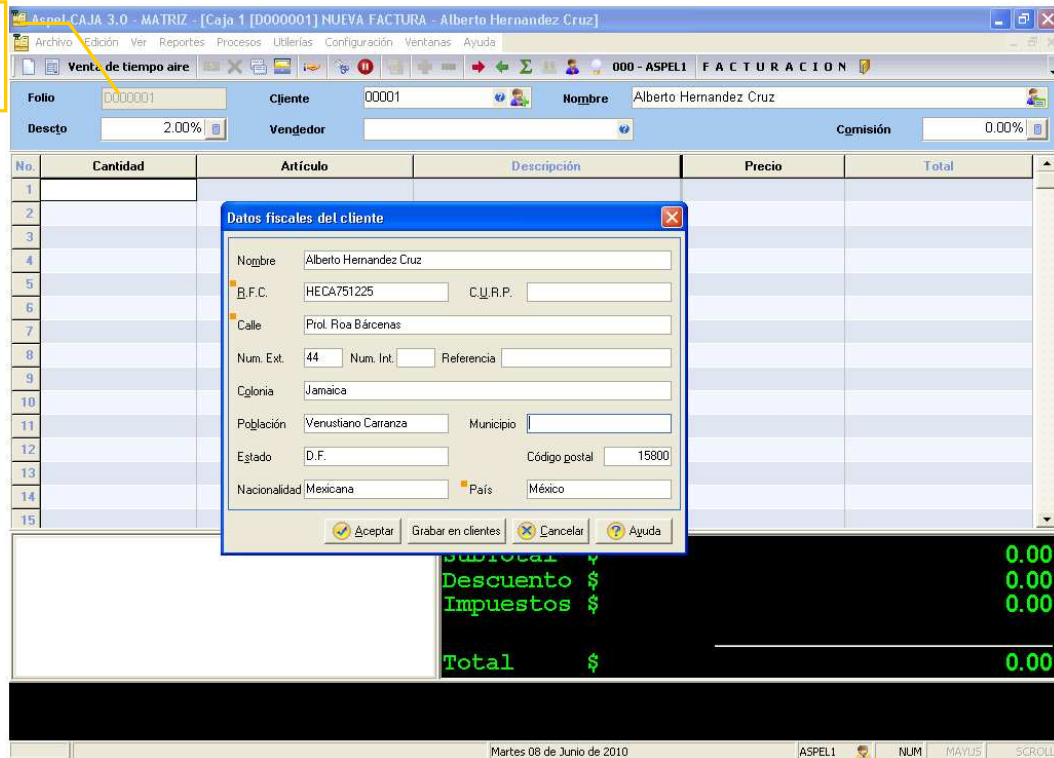 Aspel-CAJA 3.0 - MATRIZ - [Caja 1 [D000001] NUEVA FACTURA - Alberto Hernandez Cruz]
Archivo Edición Ver Reportes Procesos Utilerías Configuración Ventanas Ayuda
Venta de tiempo aire 000 - ASPEL1 FACTURACION
Folio D000001 Cliente 00001 Nombre Alberto Hernandez Cruz
Descto 2.00% Vendedor Comisión 0.00%
No. Cantidad Artículo Descripción Precio Total
1
2
3
4
5
6
7
8
9
10
11
12
13
14
15
Datos fiscales del cliente
Nombre Alberto Hernandez Cruz
R.F.C. HECA751225 C.U.R.P.
Calle Prol. Roa Bárcenas
Num. Ext. 44 Num. Int. Referencia
Colonia Jamaica
Población Venustiano Carranza Municipio
Estado D.F. Código postal 15800
Nacionalidad Mexicana País México
Aceptar Grabar en clientes Cancelar Ayuda
Subtotal $ 0.00
Descuento $ 0.00
Impuestos $ 0.00
Total $ 0.00
Martes 08 de Junio de 2010 ASPEL1 NUM MAYUS SCROLL